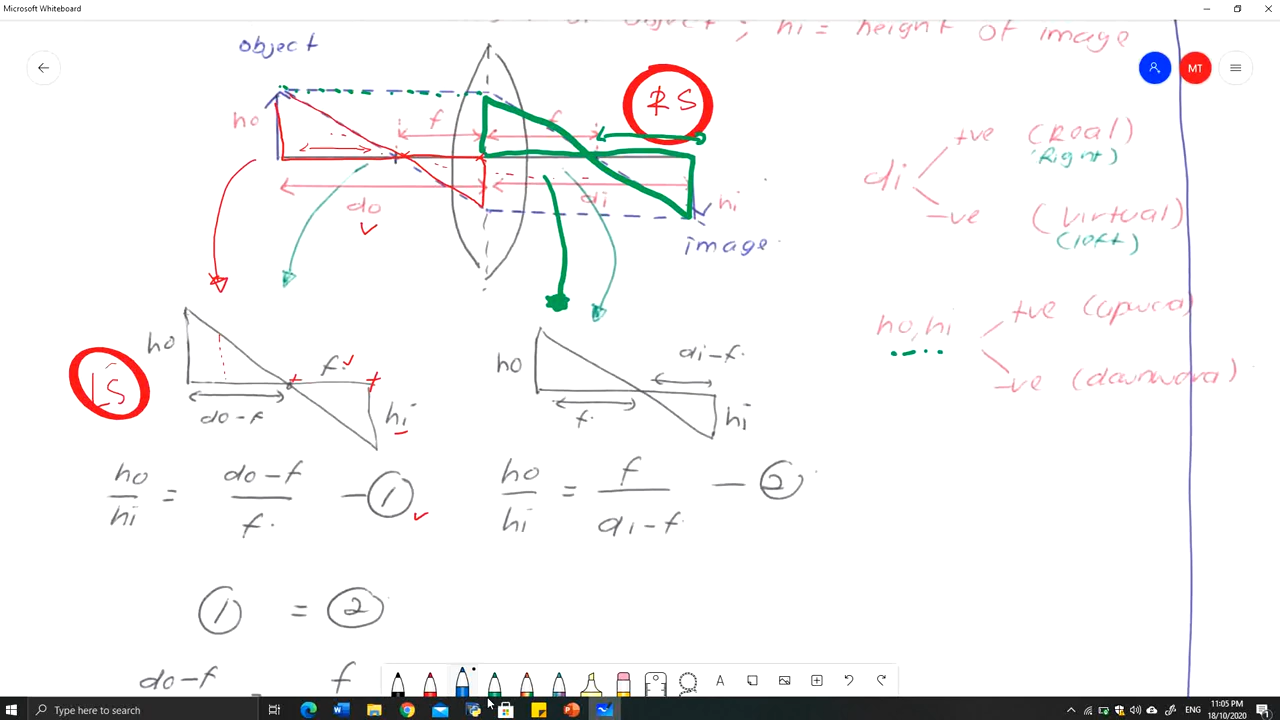 Microsoft Whiteboard
object ; hi = height of image
object
RS
MT
ho
f
f
+ve (Real)
(Right)
di
-ve (virtual)
(left)
do
di
hi
image
ho, hi
+ve (upward)
-ve (downward)
LS
ho
f
do-f
hi
ho
di-f
f
hi
ho/hi = do-f/f - ①
ho/hi = f/di-f - ②
① = ②
do-f = f
A
Type here to search
ENG
11:05 PM
18/10/2020